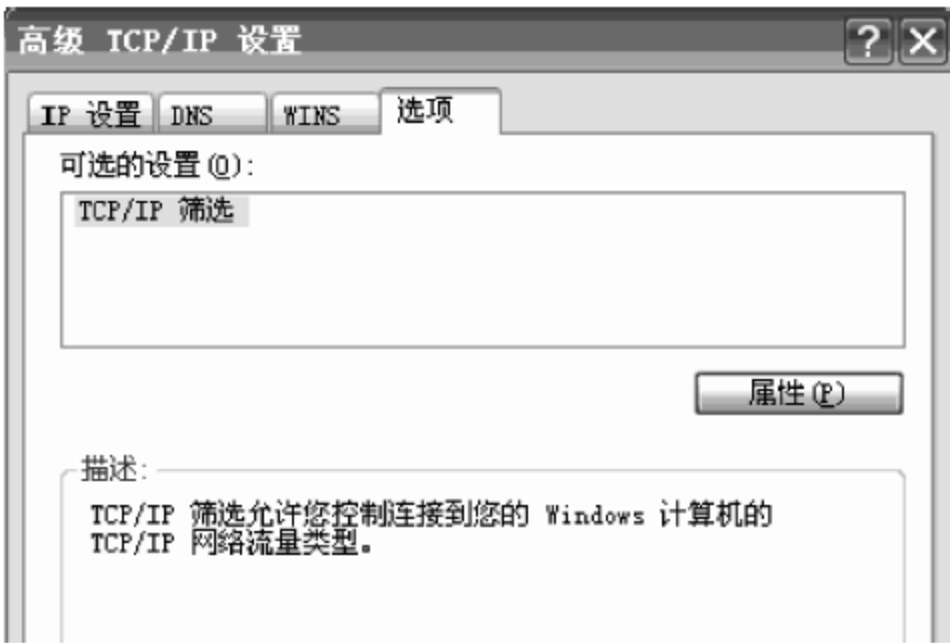 高级 TCP/IP 设置
IP 设置 DNS WINS 选项
可选的设置(O):
TCP/IP 筛选
属性(P)
描述:
TCP/IP 筛选允许您控制连接到您的 Windows 计算机的
TCP/IP 网络流量类型。